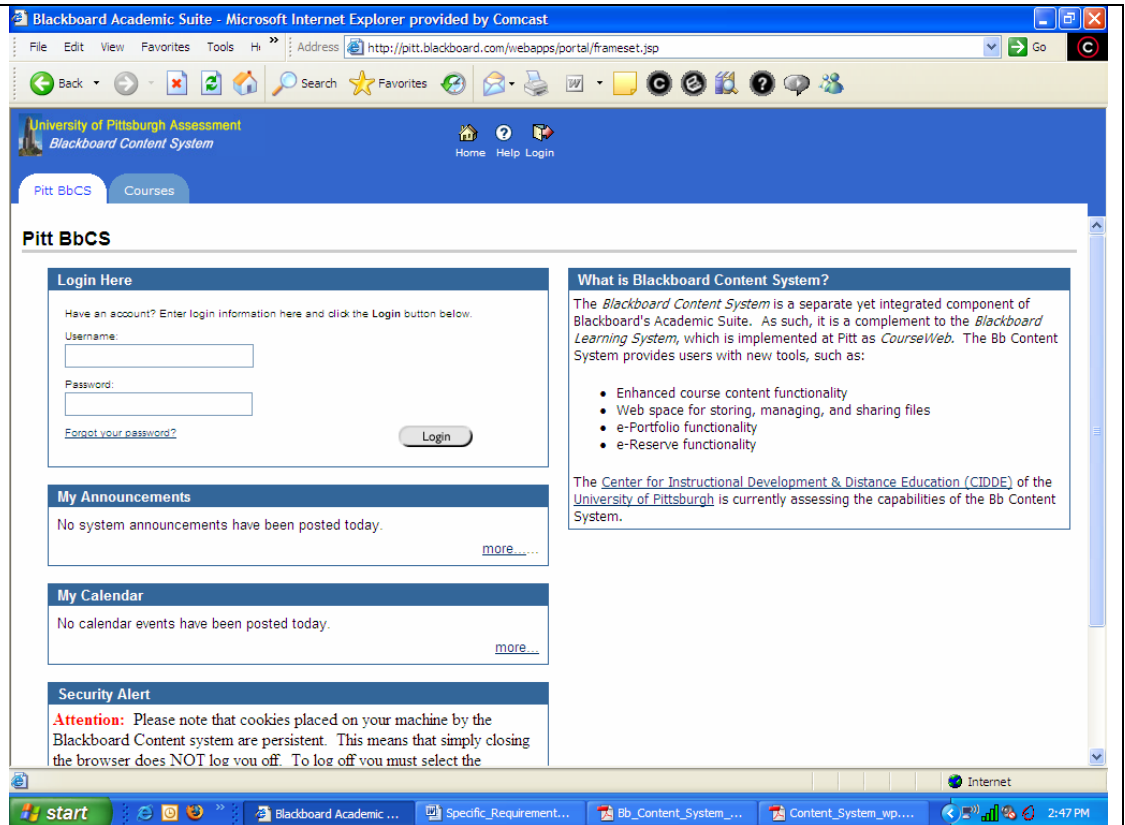 Blackboard Academic Suite - Microsoft Internet Explorer provided by Comcast
File Edit View Favorites Tools H » Address http://pitt.blackboard.com/webapps/portal/frameset.jsp Go
Back Search Favorites
University of Pittsburgh Assessment
Blackboard Content System
Home Help Login
Pitt BbCS Courses
Pitt BbCS
Login Here
Have an account? Enter login information here and click the Login button below.
Username:
Password:
Forgot your password?
Login
My Announcements
No system announcements have been posted today.
more......
My Calendar
No calendar events have been posted today.
more...
Security Alert
Attention: Please note that cookies placed on your machine by the
Blackboard Content system are persistent. This means that simply closing
the browser does NOT log you off. To log off you must select the
What is Blackboard Content System?
The Blackboard Content System is a separate yet integrated component of
Blackboard's Academic Suite. As such, it is a complement to the Blackboard
Learning System, which is implemented at Pitt as CourseWeb. The Bb Content
System provides users with new tools, such as:
• Enhanced course content functionality
• Web space for storing, managing, and sharing files
• e-Portfolio functionality
• e-Reserve functionality
The Center for Instructional Development & Distance Education (CIDDE) of the
University of Pittsburgh is currently assessing the capabilities of the Bb Content
System.
Internet
start » Blackboard Academic ... Specific_Requirement... Bb_Content_System_... Content_System_wp.... 2:47 PM